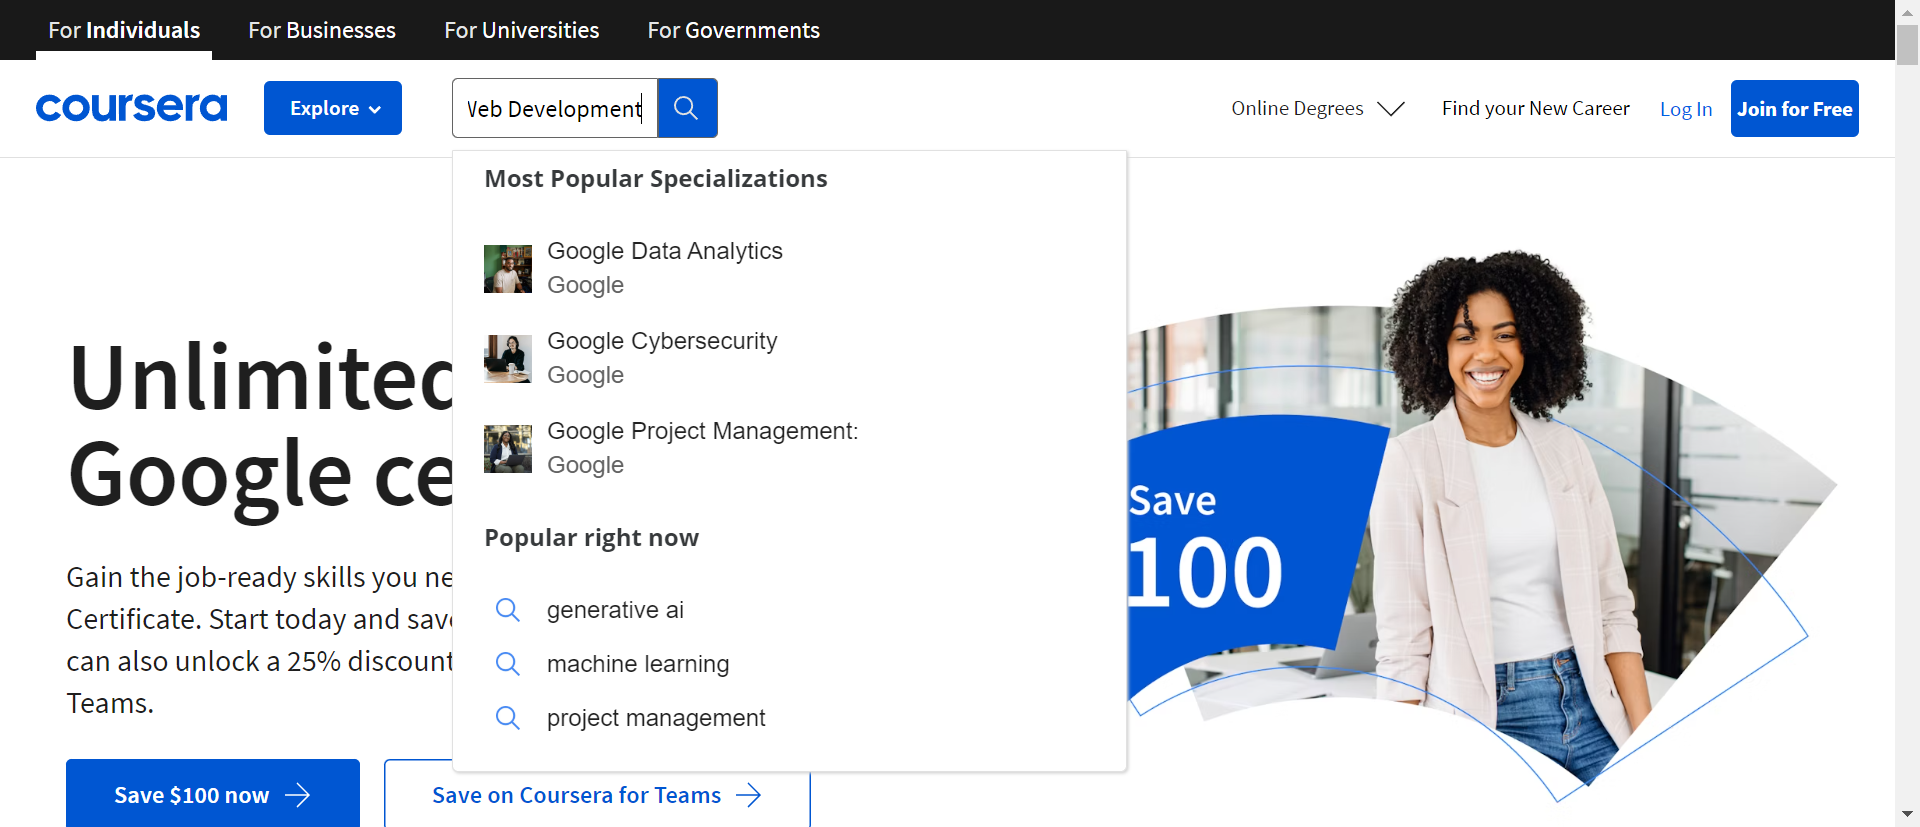 For Individuals
For Businesses
For Universities
For Governments
coursera
Explore
Web Development
Online Degrees
Find your New Career
Log In
Join for Free
Most Popular Specializations
Google Data Analytics
Google
Google Cybersecurity
Google
Google Project Management:
Google
Popular right now
generative ai
machine learning
project management
Unlimited
Google ce
Gain the job-ready skills you ne
Certificate. Start today and save
can also unlock a 25% discount
Teams.
Save $100 now
Save on Coursera for Teams
Save
100